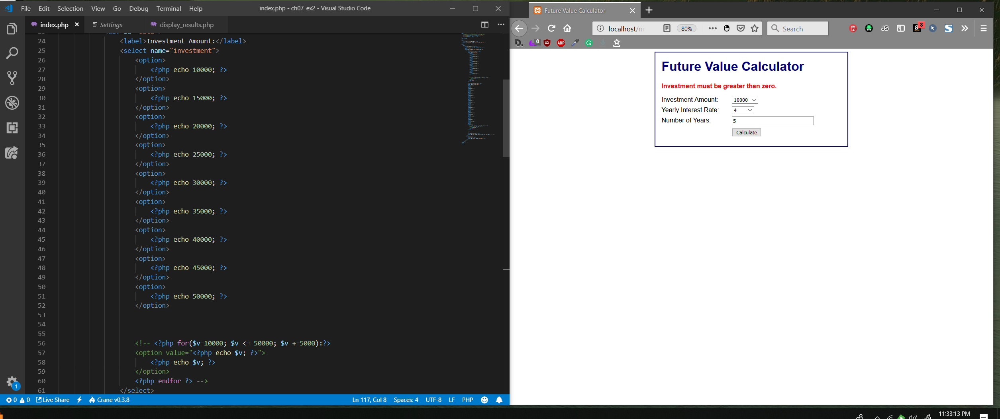 File Edit Selection View Go Debug Terminal Help
index.php - ch07_ex2 - Visual Studio Code
index.php
Settings
display_results.php
24 <label>Investment Amount:</label>
25 <select name="investment">
26 <option>
27 <?php echo 10000; ?>
28 </option>
29 <option>
30 <?php echo 15000; ?>
31 </option>
32 <option>
33 <?php echo 20000; ?>
34 </option>
35 <option>
36 <?php echo 25000; ?>
37 </option>
38 <option>
39 <?php echo 30000; ?>
40 </option>
41 <option>
42 <?php echo 35000; ?>
43 </option>
44 <option>
45 <?php echo 40000; ?>
46 </option>
47 <option>
48 <?php echo 45000; ?>
49 </option>
50 <option>
51 <?php echo 50000; ?>
52 </option>
53
54
55
56 <!-- <?php for($v=10000; $v <= 50000; $v +=5000):?>
57 <option value="<?php echo $v; ?>">
58 <?php echo $v; ?>
59 </option>
60 <?php endfor ?> -->
61 </select>
1
0 0 Live Share Crane v0.3.8
Ln 117, Col 8 Spaces: 4 UTF-8 LF PHP
Future Value Calculator
localhost/m
80%
Search
JS
a 8
S
D.
0
ABP
G
Future Value Calculator
Investment must be greater than zero.
Investment Amount: 10000
Yearly Interest Rate: 4
Number of Years: 5
Calculate
11:33:13 PM